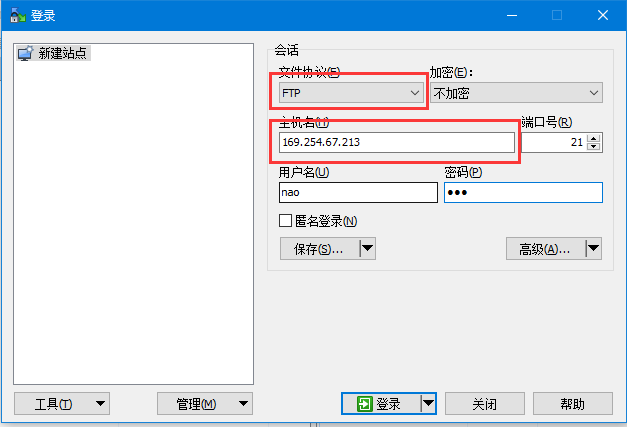 登录
新建站点
会话
文件协议(F)
加密(E):
FTP
不加密
主机名(H)
端口号(R)
169.254.67.213
21
用户名(U)
密码(P)
nao
●●●
匿名登录(N)
保存(S)...
高级(A)...
工具(T)
管理(M)
登录
关闭
帮助